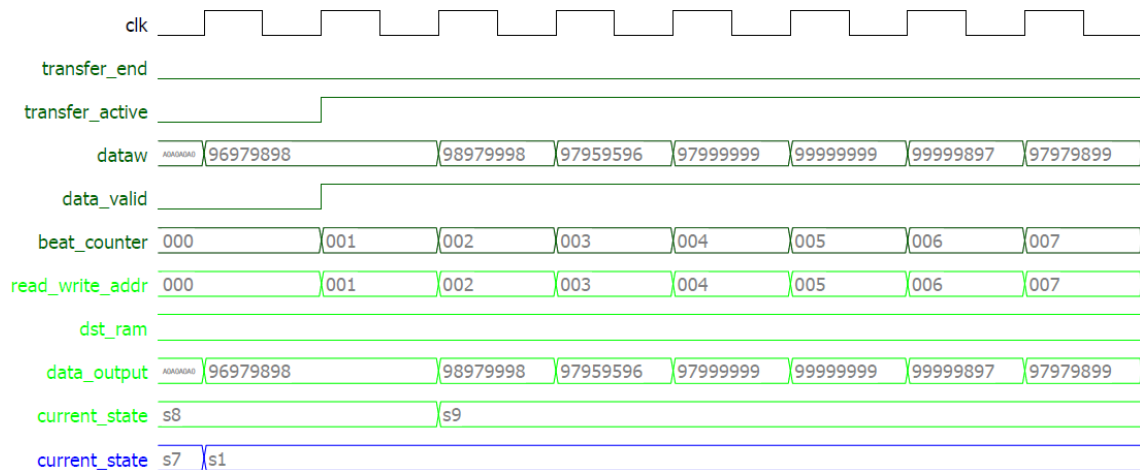 clk
transfer_end
transfer_active
dataw A0A0A0A0 96979898 98979998 97959596 97999999 99999999 99999897 97979899
data_valid
beat_counter 000 001 002 003 004 005 006 007
read_write_addr 000 001 002 003 004 005 006 007
dst_ram
data_output A0A0A0A0 96979898 98979998 97959596 97999999 99999999 99999897 97979899
current_state s8 s9
current_state s7 s1